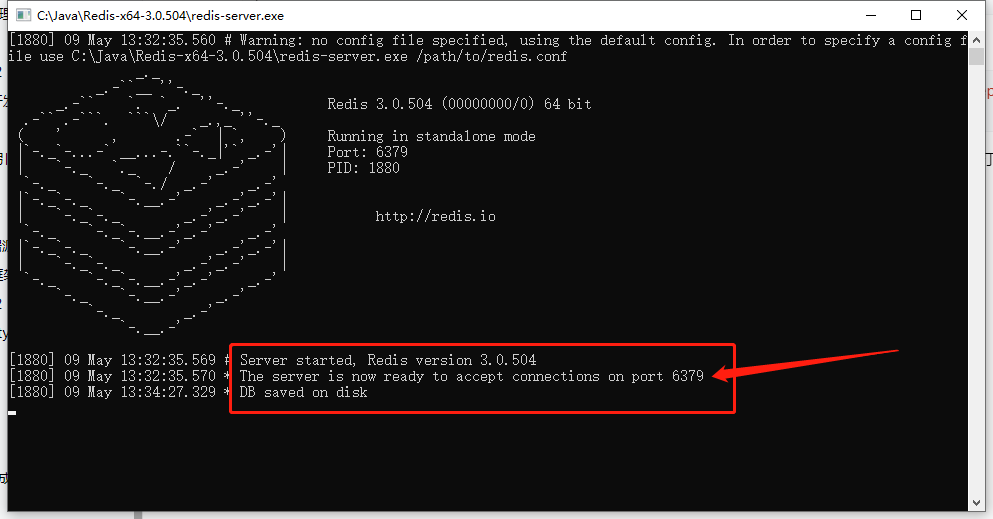 C:\Java\Redis-x64-3.0.504\redis-server.exe
[1880] 09 May 13:32:35.560 # Warning: no config file specified, using the default config. In order to specify a config f
ile use C:\Java\Redis-x64-3.0.504\redis-server.exe /path/to/redis.conf
Redis 3.0.504 (00000000/0) 64 bit
Running in standalone mode
Port: 6379
PID: 1880
http://redis.io
[1880] 09 May 13:32:35.569 # Server started, Redis version 3.0.504
[1880] 09 May 13:32:35.570 * The server is now ready to accept connections on port 6379
[1880] 09 May 13:34:27.329 * DB saved on disk